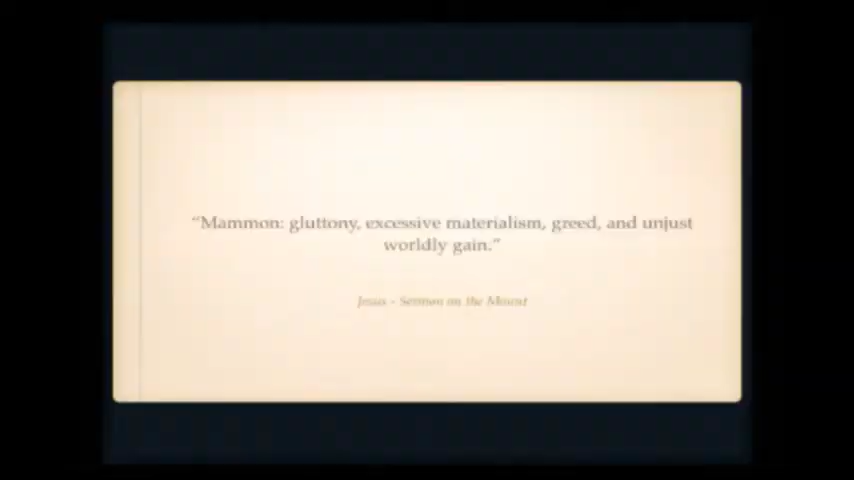 “Mammon: gluttony, excessive materialism, greed, and unjust
worldly gain.”
Jesus - Sermon on the Mount